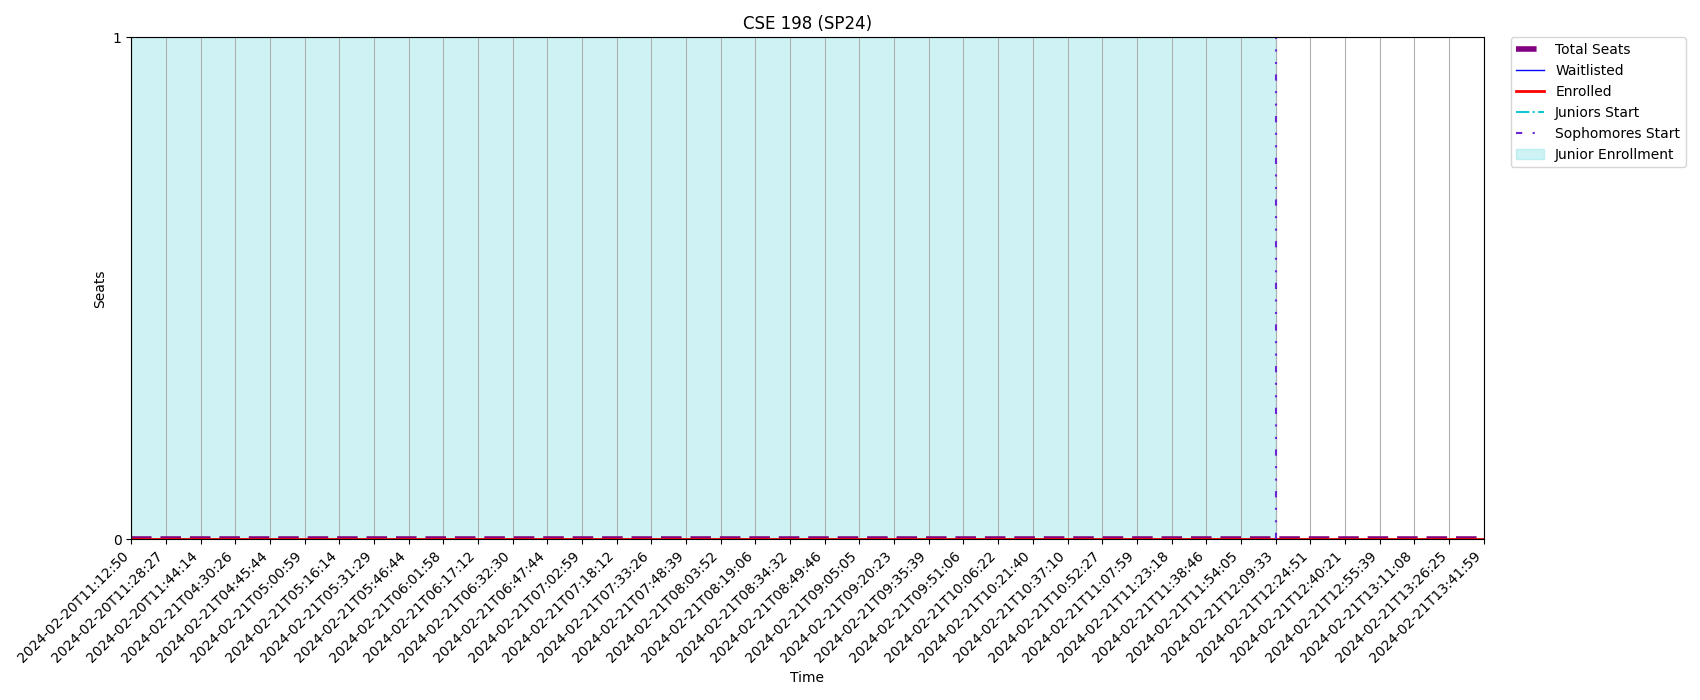 CSE 198 (SP24)
1
0
Seats
Total Seats
Waitlisted
Enrolled
Juniors Start
Sophomores Start
Junior Enrollment
2024-02-20T11:12:50
2024-02-20T11:28:27
2024-02-20T11:44:14
2024-02-21T04:30:26
2024-02-21T04:45:44
2024-02-21T05:00:59
2024-02-21T05:16:14
2024-02-21T05:31:29
2024-02-21T05:46:44
2024-02-21T06:01:58
2024-02-21T06:17:12
2024-02-21T06:32:30
2024-02-21T06:47:44
2024-02-21T07:02:59
2024-02-21T07:18:12
2024-02-21T07:33:26
2024-02-21T07:48:39
2024-02-21T08:03:52
2024-02-21T08:19:06
2024-02-21T08:34:32
2024-02-21T08:49:46
2024-02-21T09:05:05
2024-02-21T09:20:23
2024-02-21T09:35:39
2024-02-21T09:51:06
2024-02-21T10:06:22
2024-02-21T10:21:40
2024-02-21T10:37:10
2024-02-21T10:52:27
2024-02-21T11:07:59
2024-02-21T11:23:18
2024-02-21T11:38:46
2024-02-21T11:54:05
2024-02-21T12:09:33
2024-02-21T12:24:51
2024-02-21T12:40:21
2024-02-21T12:55:39
2024-02-21T13:11:08
2024-02-21T13:26:25
2024-02-21T13:41:59
Time